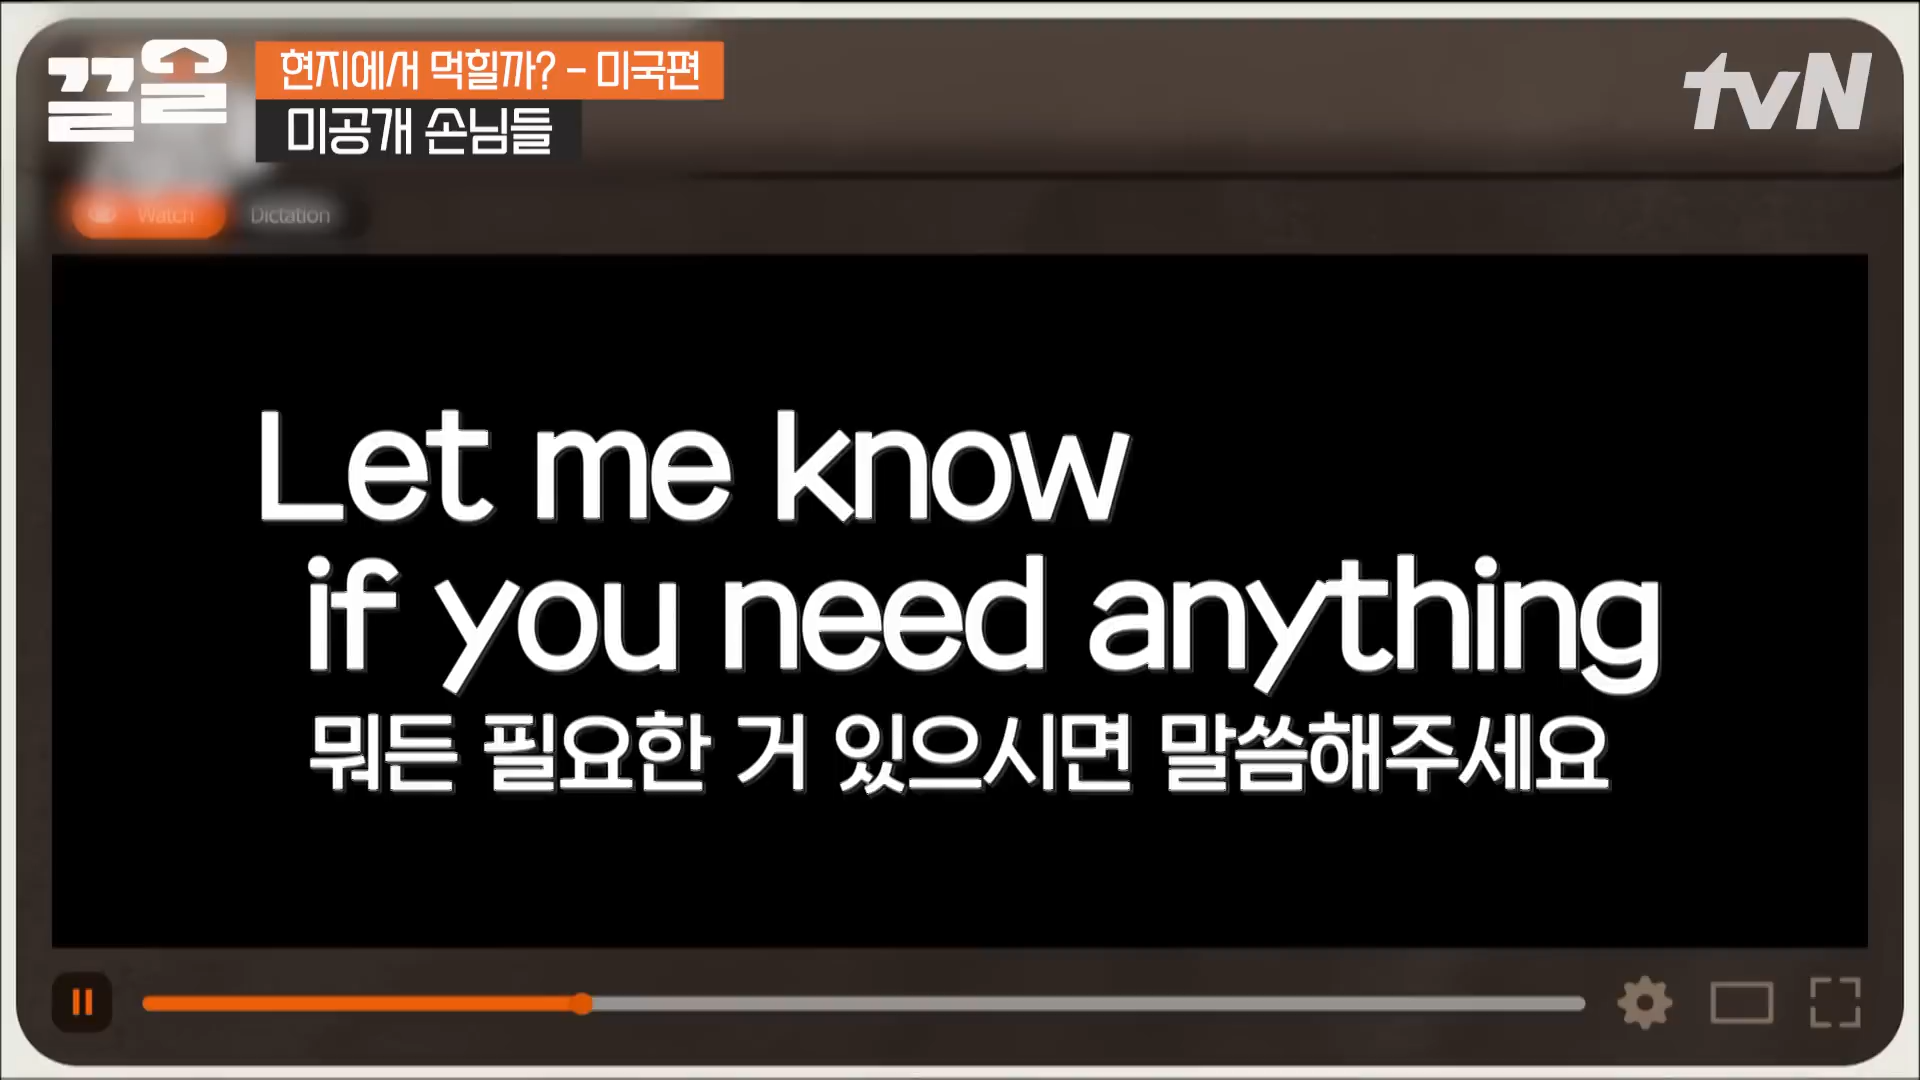 끌올
현지에서 먹힐까? - 미국편
미공개 손님들
tvN
Watch
Dictation
Let me know
if you need anything
뭐든 필요한 거 있으시면 말씀해주세요